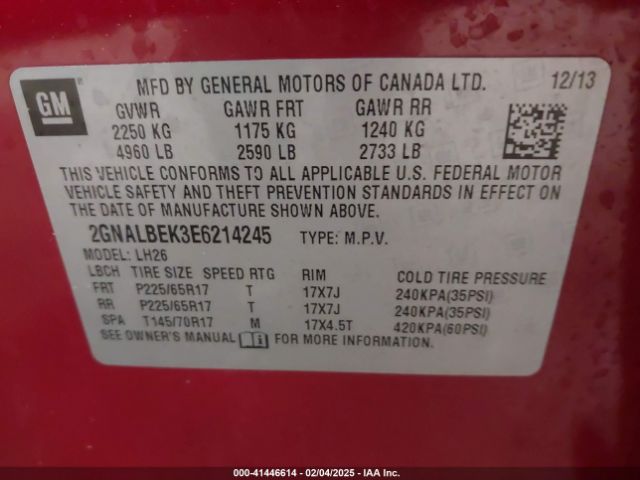 GM
MFD BY GENERAL MOTORS OF CANADA LTD. 12/13
GVWR GAWR FRT GAWR RR
2250 KG 1175 KG 1240 KG
4960 LB 2590 LB 2733 LB
THIS VEHICLE CONFORMS TO ALL APPLICABLE U.S. FEDERAL MOTOR
VEHICLE SAFETY AND THEFT PREVENTION STANDARDS IN EFFECT ON
THE DATE OF MANUFACTURE SHOWN ABOVE.
2GNALBEK3E6214245 TYPE: M.P.V.
MODEL: LH26
LBCH TIRE SIZE SPEED RTG RIM COLD TIRE PRESSURE
FRT P225/65R17 T 17X7J 240KPA(35PSI)
RR P225/65R17 T 17X7J 240KPA(35PSI)
SPA T145/70R17 M 17X4.5T 420KPA(60PSI)
SEE OWNER'S MANUAL FOR MORE INFORMATION.
000-41446614 - 02/04/2025 - IAAI.COM